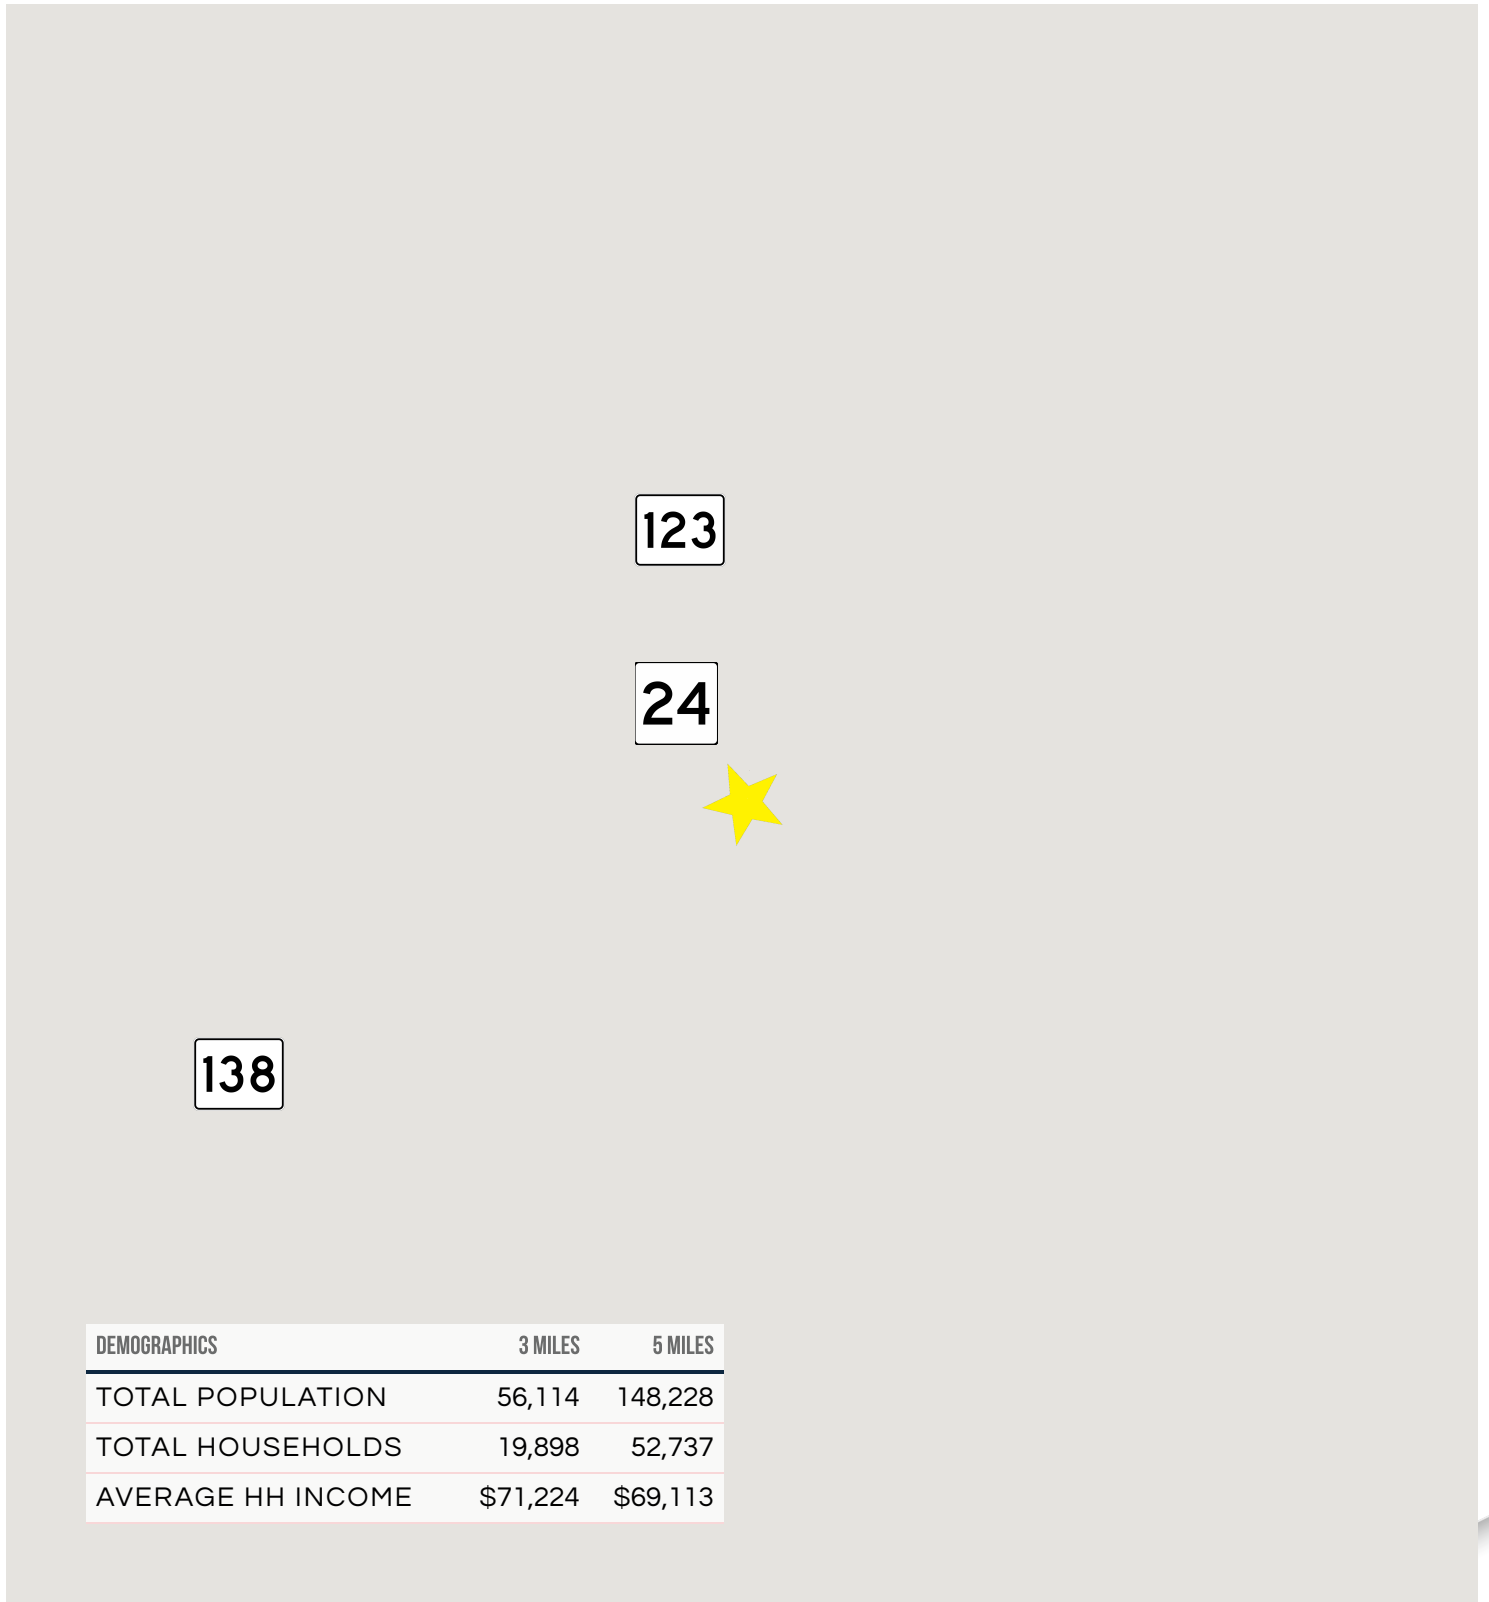 123
24
138
DEMOGRAPHICS 3 MILES 5 MILES
TOTAL POPULATION 56,114 148,228
TOTAL HOUSEHOLDS 19,898 52,737
AVERAGE HH INCOME $71,224 $69,113